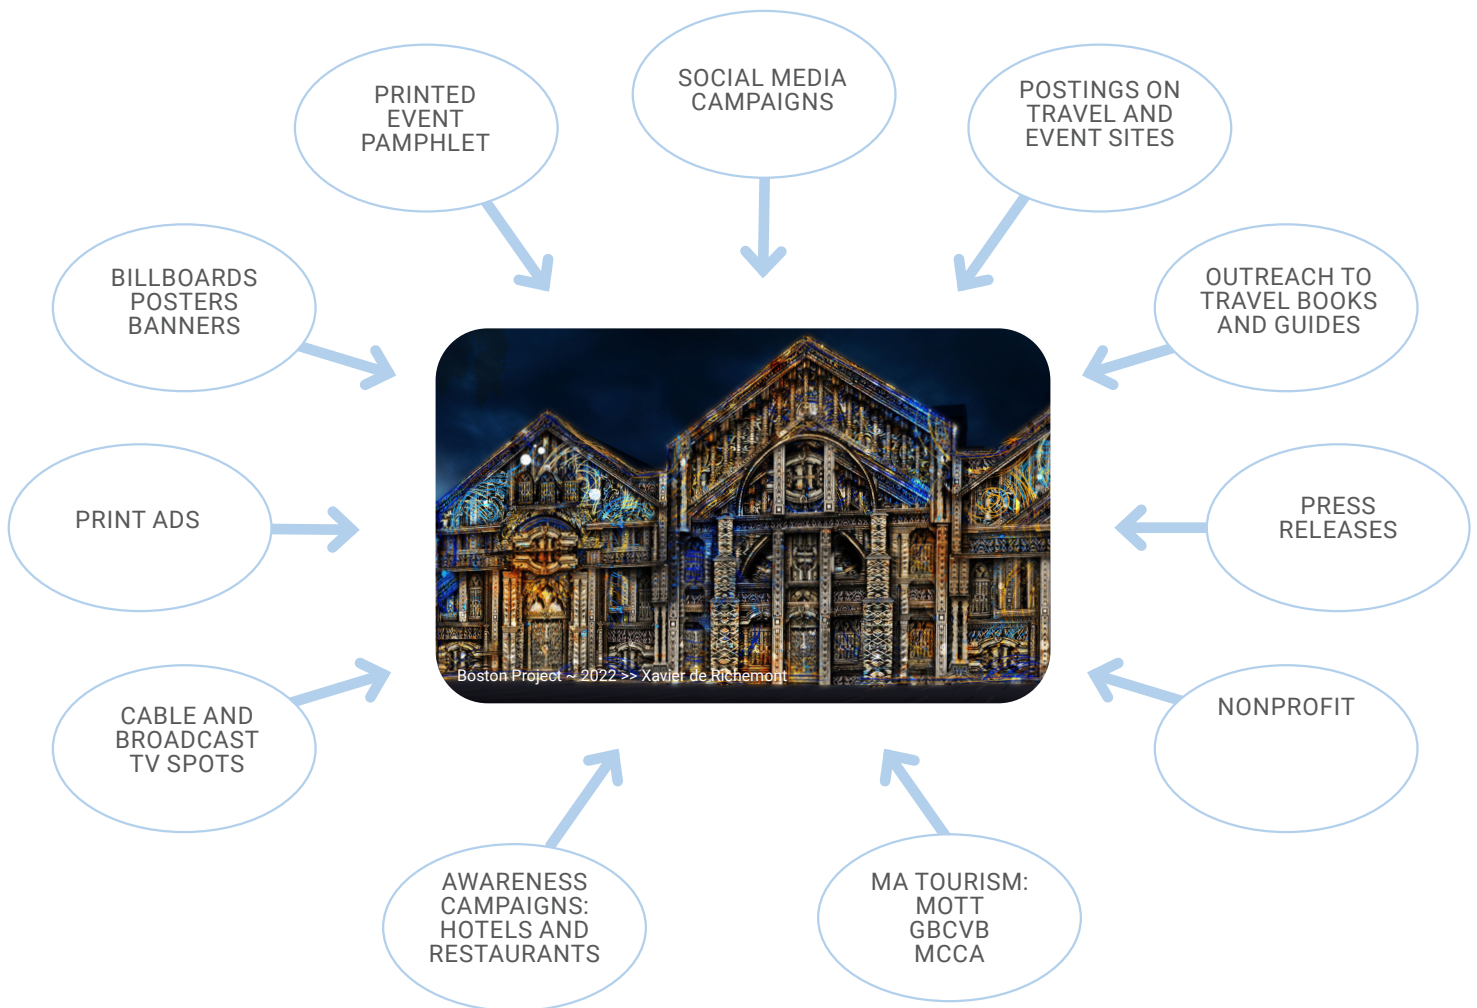 SOCIAL MEDIA
CAMPAIGNS
PRINTED
EVENT
PAMPHLET
POSTINGS ON
TRAVEL AND
EVENT SITES
BILLBOARDS
POSTERS
BANNERS
OUTREACH TO
TRAVEL BOOKS
AND GUIDES
PRINT ADS
PRESS
RELEASES
Boston Project ~ 2022 >> Xavier de Richemont
CABLE AND
BROADCAST
TV SPOTS
NONPROFIT
AWARENESS
CAMPAIGNS:
HOTELS AND
RESTAURANTS
MA TOURISM:
MOTT
GBCVB
MCCA